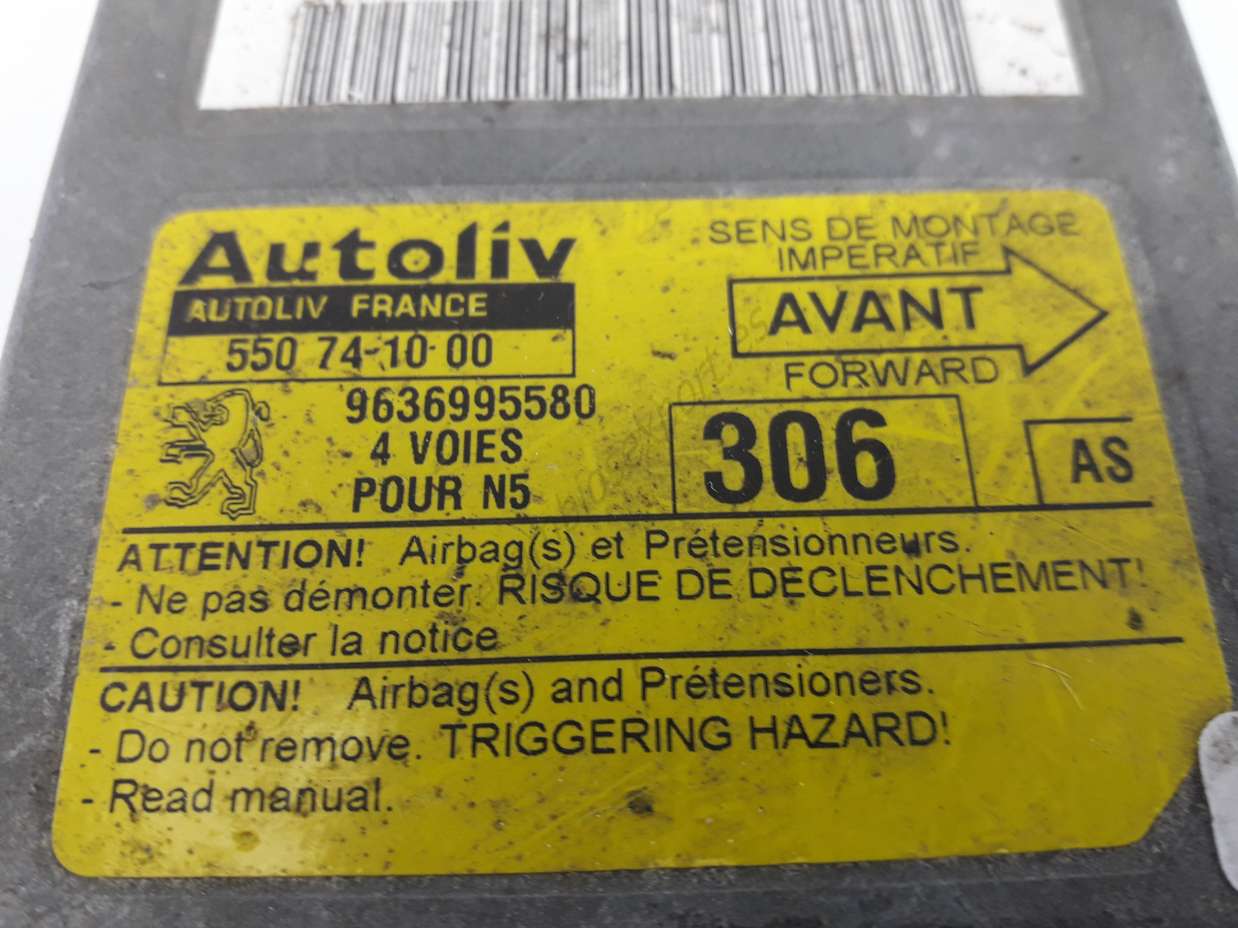 Autoliv
AUTOLIV FRANCE
550 74-10-00
9636995580
4 VOIES
POUR N5
SENS DE MONTAGE
IMPERATIF
AVANT
FORWARD
306
AS
ATTENTION! Airbag(s) et Prétensionneurs.
- Ne pas démonter. RISQUE DE DECLENCHEMENT!
- Consulter la notice
CAUTION! Airbag(s) and Prétensioners.
- Do not remove. TRIGGERING HAZARD!
- Read manual.